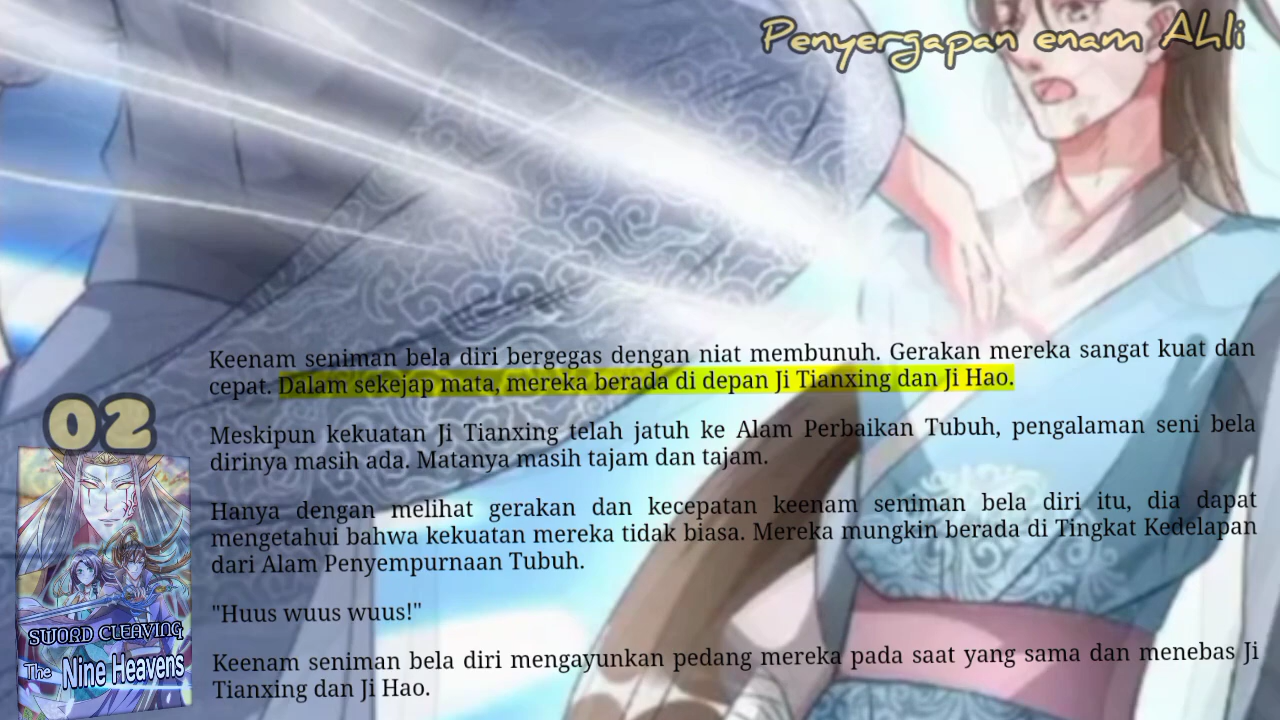 Penyergapan enam Ahli
Keenam seniman bela diri bergegas dengan niat membunuh. Gerakan mereka sangat kuat dan
cepat. Dalam sekejap mata, mereka berada di depan Ji Tianxing dan Ji Hao.
Meskipun kekuatan Ji Tianxing telah jatuh ke Alam Perbaikan Tubuh, pengalaman seni bela
dirinya masih ada. Matanya masih tajam dan tajam.
Hanya dengan melihat gerakan dan kecepatan keenam seniman bela diri itu, dia dapat
mengetahui bahwa kekuatan mereka tidak biasa. Mereka mungkin berada di Tingkat Kedelapan
dari Alam Penyempurnaan Tubuh.
"Huus wuus wuus!"
Keenam seniman bela diri mengayunkan pedang mereka pada saat yang sama dan menebas Ji
Tianxing dan Ji Hao.
02
SWORD CLEAVING
The Nine Heavens